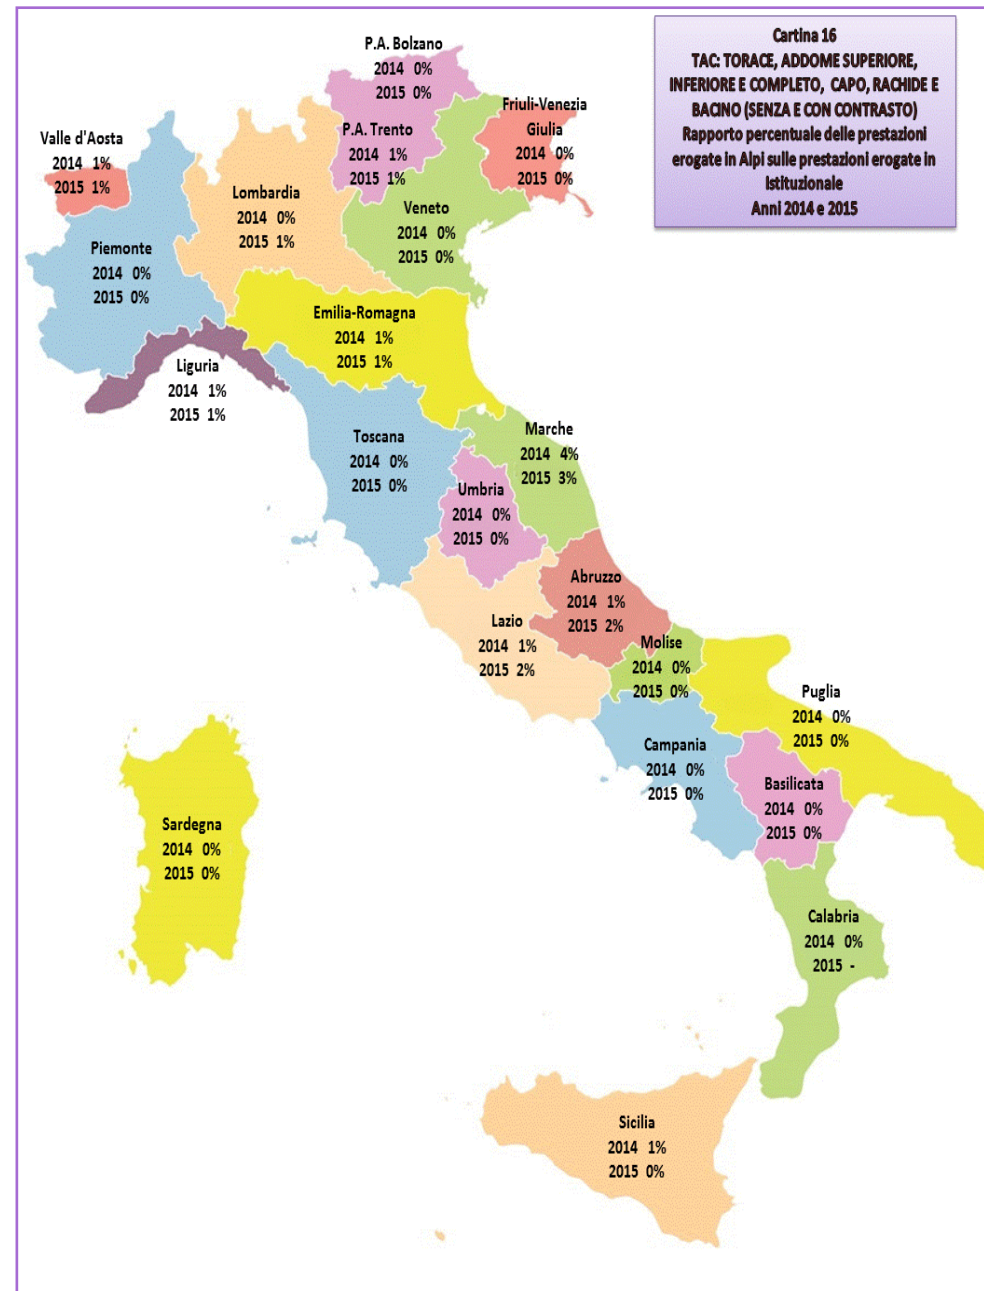 Cartina 16
TAC: TORACE, ADDOME SUPERIORE,
INFERIORE E COMPLETO, CAPO, RACHIDE E
BACINO (SENZA E CON CONTRASTO)
Rapporto percentuale delle prestazioni
erogate in Alpi sulle prestazioni erogate in
Istituzionale
Anni 2014 e 2015
P.A. Bolzano
2014 0%
2015 0%
P.A. Trento
2014 1%
2015 1%
Friuli-Venezia
Giulia
2014 0%
2015 0%
Valle d'Aosta
2014 1%
2015 1%
Lombardia
2014 0%
2015 1%
Veneto
2014 0%
2015 0%
Piemonte
2014 0%
2015 0%
Emilia-Romagna
2014 1%
2015 1%
Liguria
2014 1%
2015 1%
Toscana
2014 0%
2015 0%
Marche
2014 4%
2015 3%
Umbria
2014 0%
2015 0%
Abruzzo
2014 1%
2015 2%
Lazio
2014 1%
2015 2%
Molise
2014 0%
2015 0%
Puglia
2014 0%
2015 0%
Campania
2014 0%
2015 0%
Basilicata
2014 0%
2015 0%
Sardegna
2014 0%
2015 0%
Calabria
2014 0%
2015 -
Sicilia
2014 1%
2015 0%